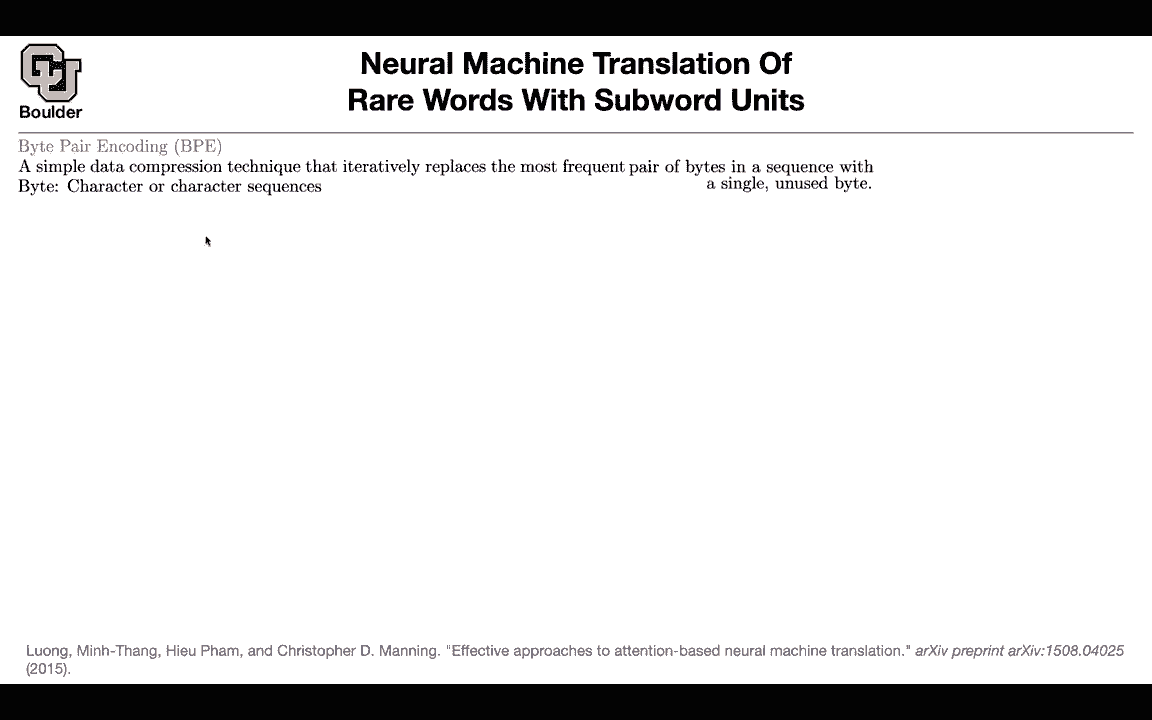 Neural Machine Translation Of
Rare Words With Subword Units
Boulder
Byte Pair Encoding (BPE)
A simple data compression technique that iteratively replaces the most frequent pair of bytes in a sequence with
a single, unused byte.
Byte: Character or character sequences
Luong, Minh-Thang, Hieu Pham, and Christopher D. Manning. "Effective approaches to attention-based neural machine translation." arXiv preprint arXiv:1508.04025
(2015).